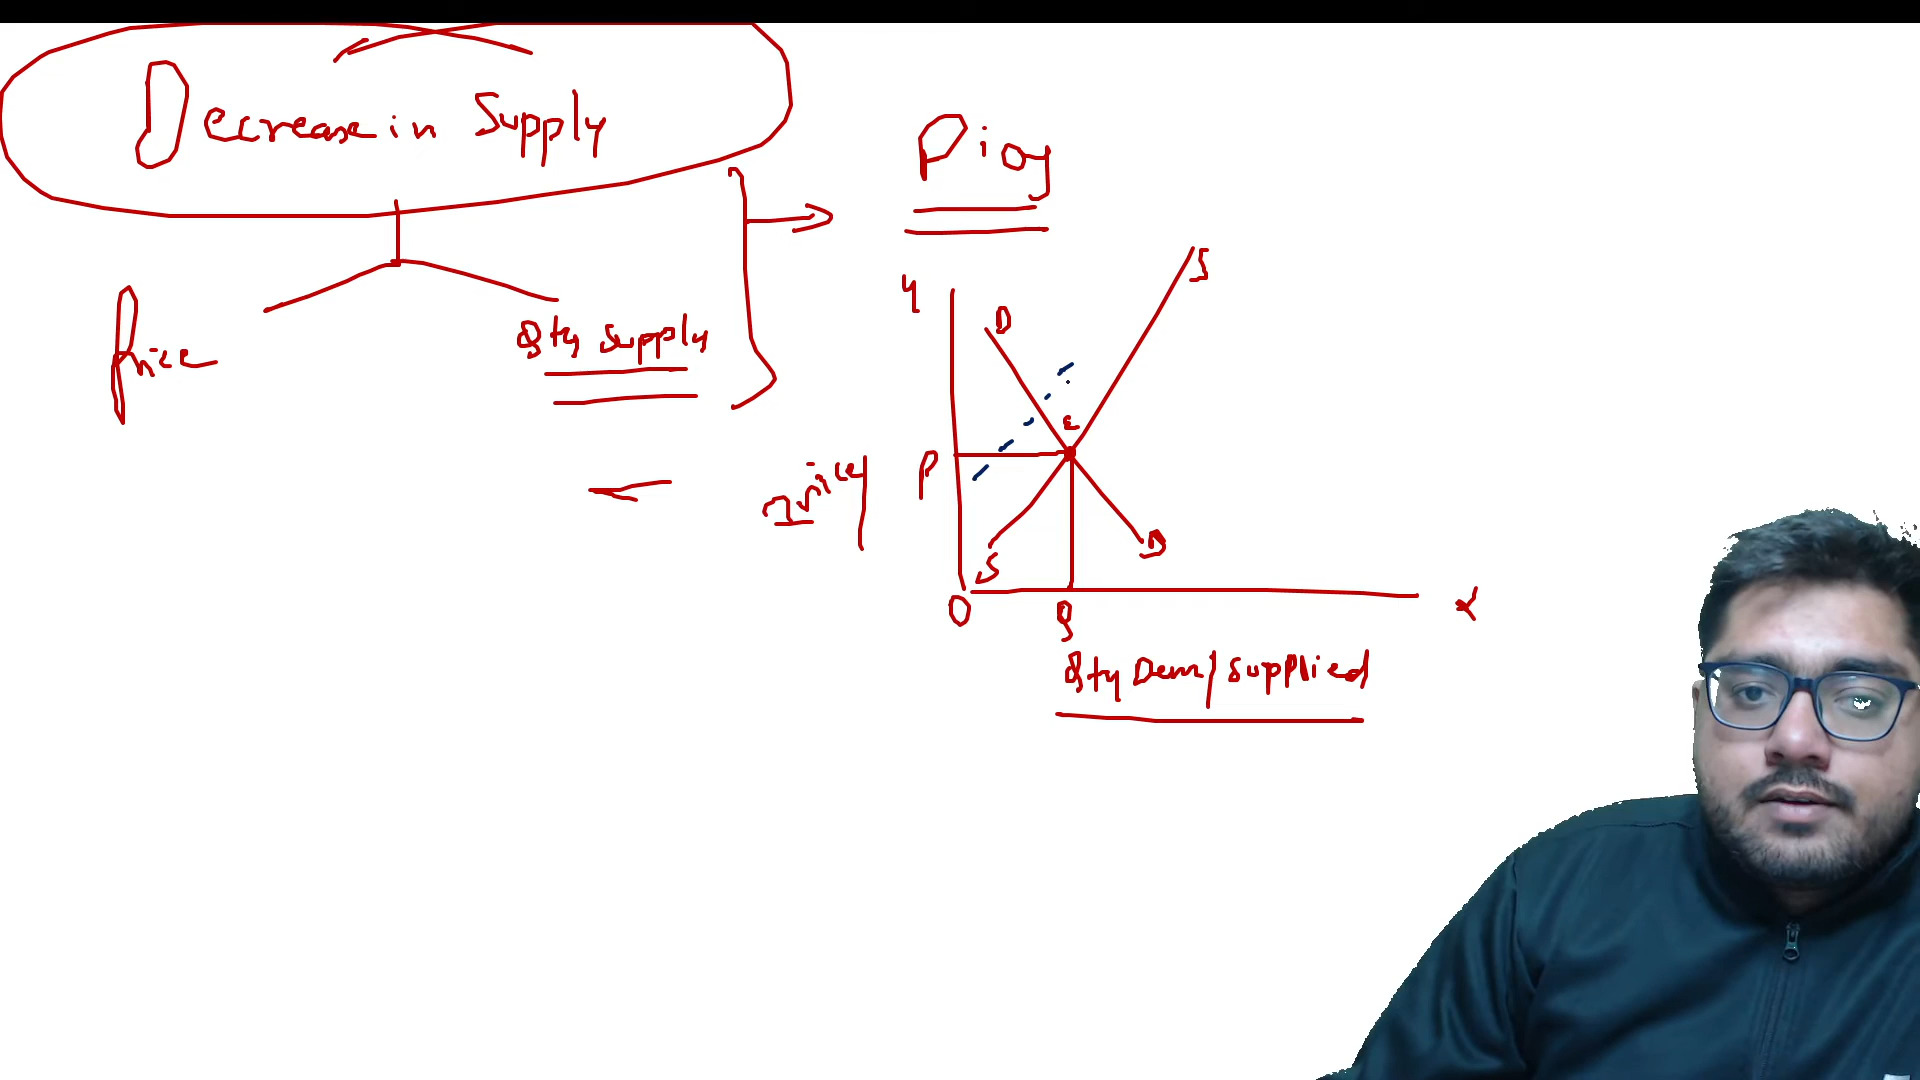 Decrease in Supply
Price
Qty Supply
Diag
Y
D
S
E
P
Price
S
D
O
Q
X
Qty Dem/Supplied